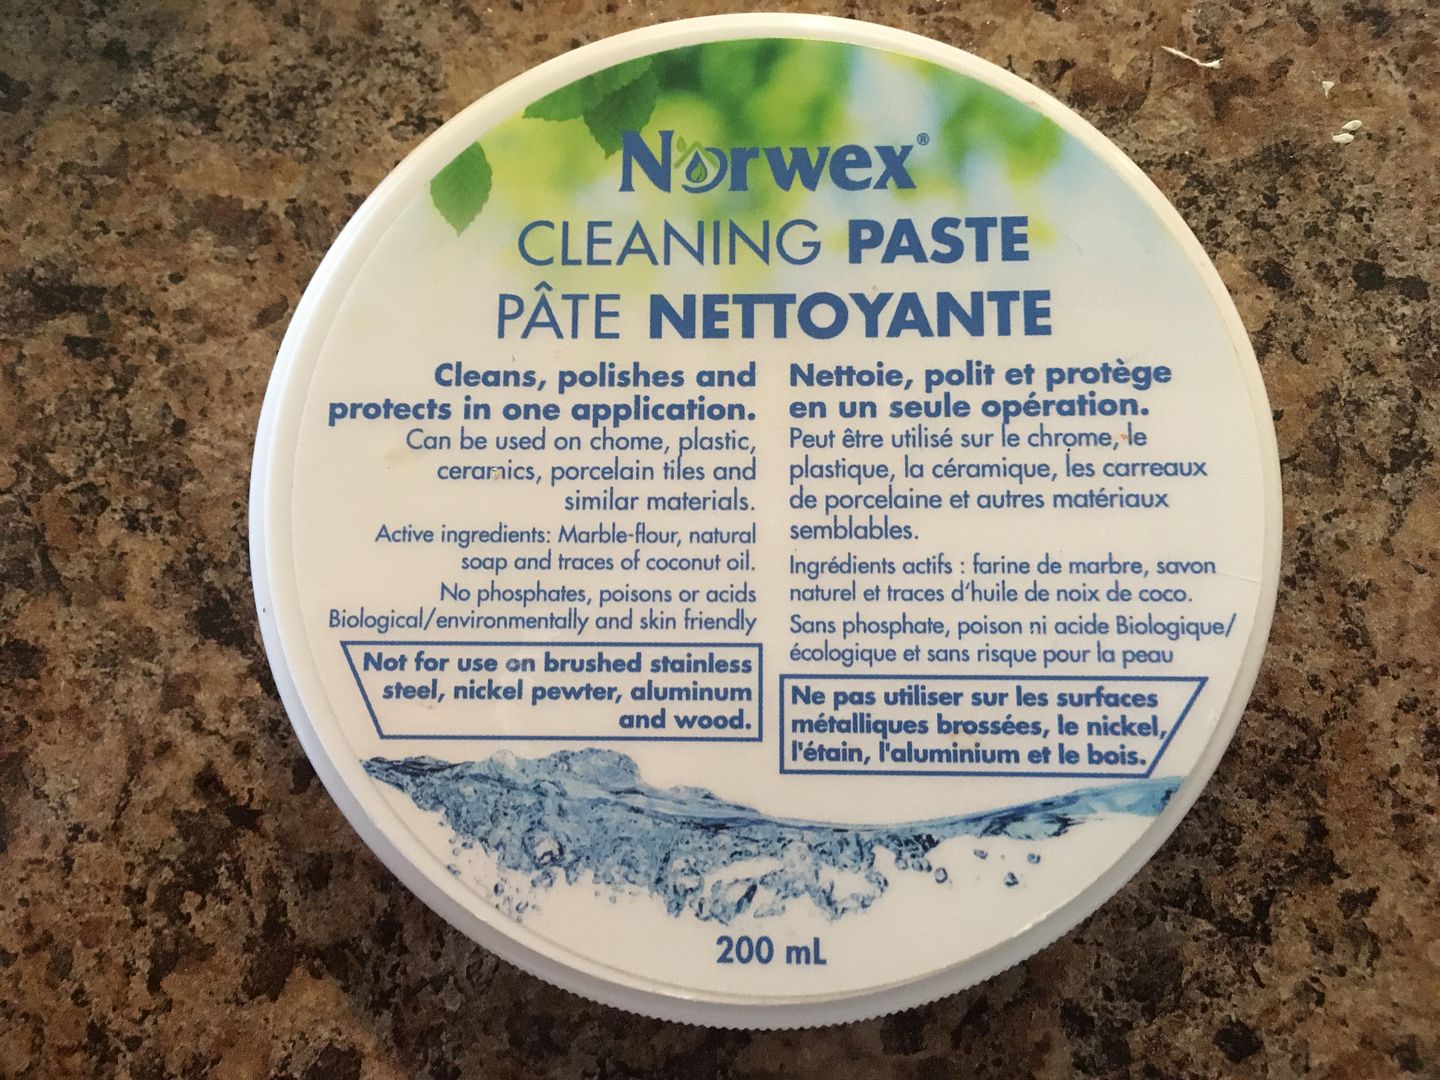 Norwex®
CLEANING PASTE
PÂTE NETTOYANTE
Cleans, polishes and
protects in one application.
Can be used on chome, plastic,
ceramics, porcelain tiles and
similar materials.
Active ingredients: Marble-flour, natural
soap and traces of coconut oil.
No phosphates, poisons or acids
Biological/environmentally and skin friendly
Not for use on brushed stainless
steel, nickel pewter, aluminum
and wood.
Nettoie, polit et protège
en un seule opération.
Peut être utilisé sur le chrome, le
plastique, la céramique, les carreaux
de porcelaine et autres matériaux
semblables.
Ingrédients actifs : farine de marbre, savon
naturel et traces d'huile de noix de coco.
Sans phosphate, poison ni acide Biologique/
écologique et sans risque pour la peau
Ne pas utiliser sur les surfaces
métalliques brossées, le nickel,
l'étain, l'aluminium et le bois.
200 mL